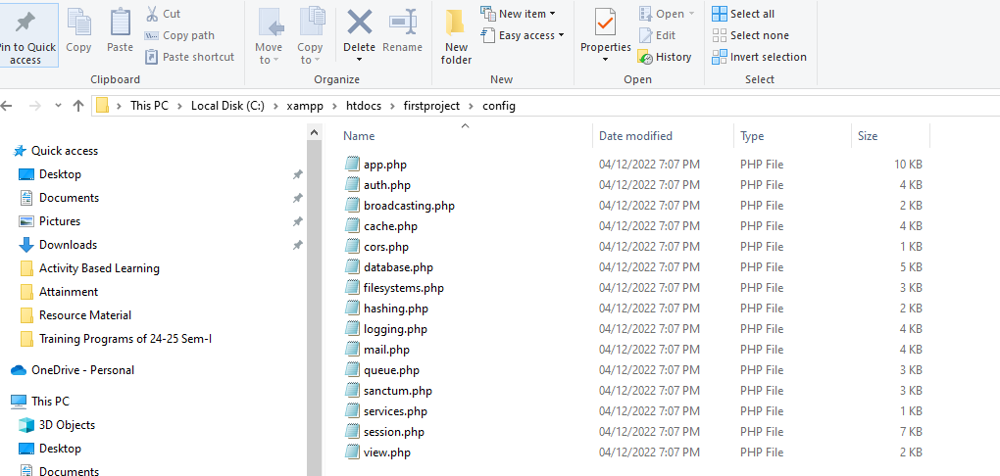 Pin to Quick access
Copy
Paste
Cut
Copy path
Paste shortcut
Clipboard
Move to
Copy to
Delete
Rename
Organize
New folder
New item
Easy access
New
Properties
Open
Edit
History
Open
Select all
Select none
Invert selection
Select
This PC > Local Disk (C:) > xampp > htdocs > firstproject > config
Quick access
Desktop
Documents
Pictures
Downloads
Activity Based Learning
Attainment
Resource Material
Training Programs of 24-25 Sem-I
OneDrive - Personal
This PC
3D Objects
Desktop
Documents
Name Date modified Type Size
app.php 04/12/2022 7:07 PM PHP File 10 KB
auth.php 04/12/2022 7:07 PM PHP File 4 KB
broadcasting.php 04/12/2022 7:07 PM PHP File 2 KB
cache.php 04/12/2022 7:07 PM PHP File 4 KB
cors.php 04/12/2022 7:07 PM PHP File 1 KB
database.php 04/12/2022 7:07 PM PHP File 5 KB
filesystems.php 04/12/2022 7:07 PM PHP File 3 KB
hashing.php 04/12/2022 7:07 PM PHP File 2 KB
logging.php 04/12/2022 7:07 PM PHP File 4 KB
mail.php 04/12/2022 7:07 PM PHP File 4 KB
queue.php 04/12/2022 7:07 PM PHP File 3 KB
sanctum.php 04/12/2022 7:07 PM PHP File 3 KB
services.php 04/12/2022 7:07 PM PHP File 1 KB
session.php 04/12/2022 7:07 PM PHP File 7 KB
view.php 04/12/2022 7:07 PM PHP File 2 KB